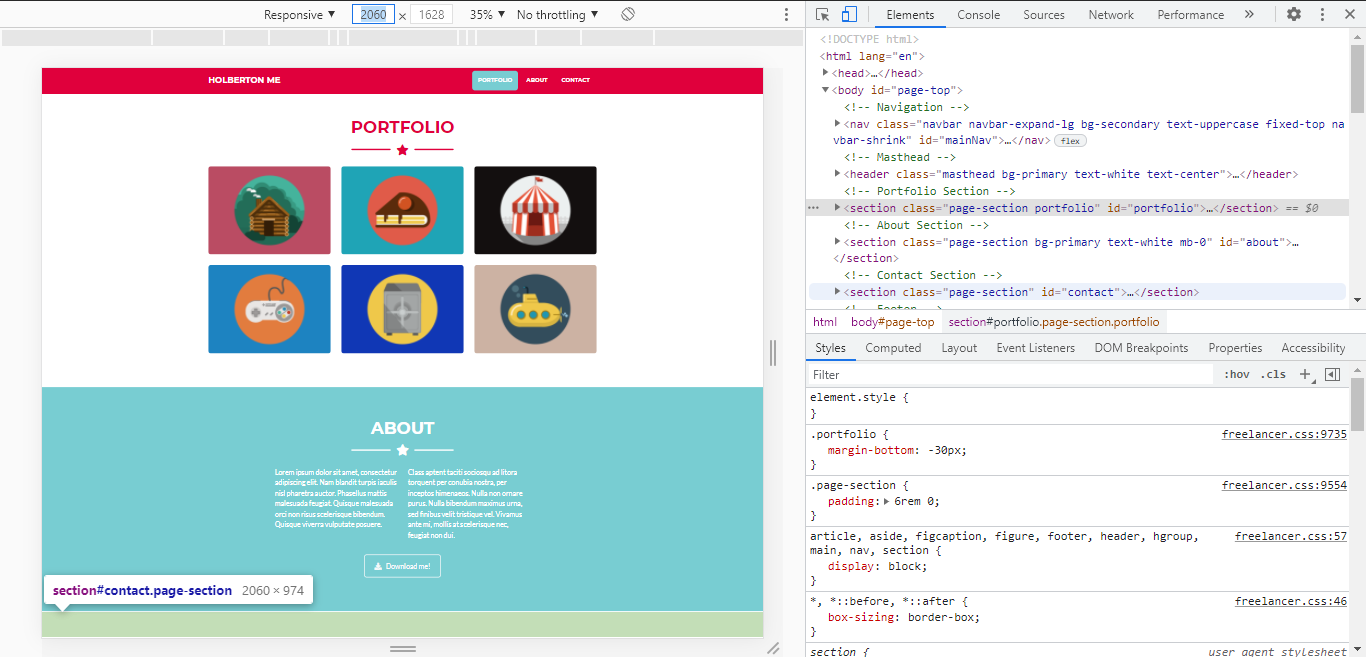 Responsive ▼ 2060 × 1628 35% ▼ No throttling ▼
Elements Console Sources Network Performance »
HOLBERTON ME PORTFOLIO ABOUT CONTACT
PORTFOLIO
ABOUT
Lorem ipsum dolor sit amet, consectetur
adipiscing elit. Nam blandit turpis iaculis
nisl pharetra auctor. Phasellus mattis
malesuada feugiat. Quisque malesuada
orci non risus scelerisque bibendum.
Quisque viverra vulputate posuere.
Class aptent taciti sociosqu ad litora
torquent per conubia nostra, per
inceptos himenaeos. Nulla non ornare
purus. Nulla bibendum maximus urna,
sed finibus velit tristique vel. Vivamus
ante mi, mollis at scelerisque nec,
feugiat non dui.
Download me!
section#contact.page-section 2060 × 974
<!DOCTYPE html>
<html lang="en">
<head>…</head>
<body id="page-top">
<!-- Navigation -->
<nav class="navbar navbar-expand-lg bg-secondary text-uppercase fixed-top na
vbar-shrink" id="mainNav">…</nav> flex
<!-- Masthead -->
<header class="masthead bg-primary text-white text-center">…</header>
<!-- Portfolio Section -->
<section class="page-section portfolio" id="portfolio">…</section> == $0
<!-- About Section -->
<section class="page-section bg-primary text-white mb-0" id="about">…
</section>
<!-- Contact Section -->
<section class="page-section" id="contact">…</section>
<!-- Footer -->
html body#page-top section#portfolio.page-section.portfolio
Styles Computed Layout Event Listeners DOM Breakpoints Properties Accessibility
Filter :hov .cls +
element.style {
}
.portfolio { freelancer.css:9735
margin-bottom: -30px;
}
.page-section { freelancer.css:9554
padding: 6rem 0;
}
article, aside, figcaption, figure, footer, header, hgroup, freelancer.css:57
main, nav, section {
display: block;
}
*, *::before, *::after { freelancer.css:46
box-sizing: border-box;
}
section { user agent stylesheet